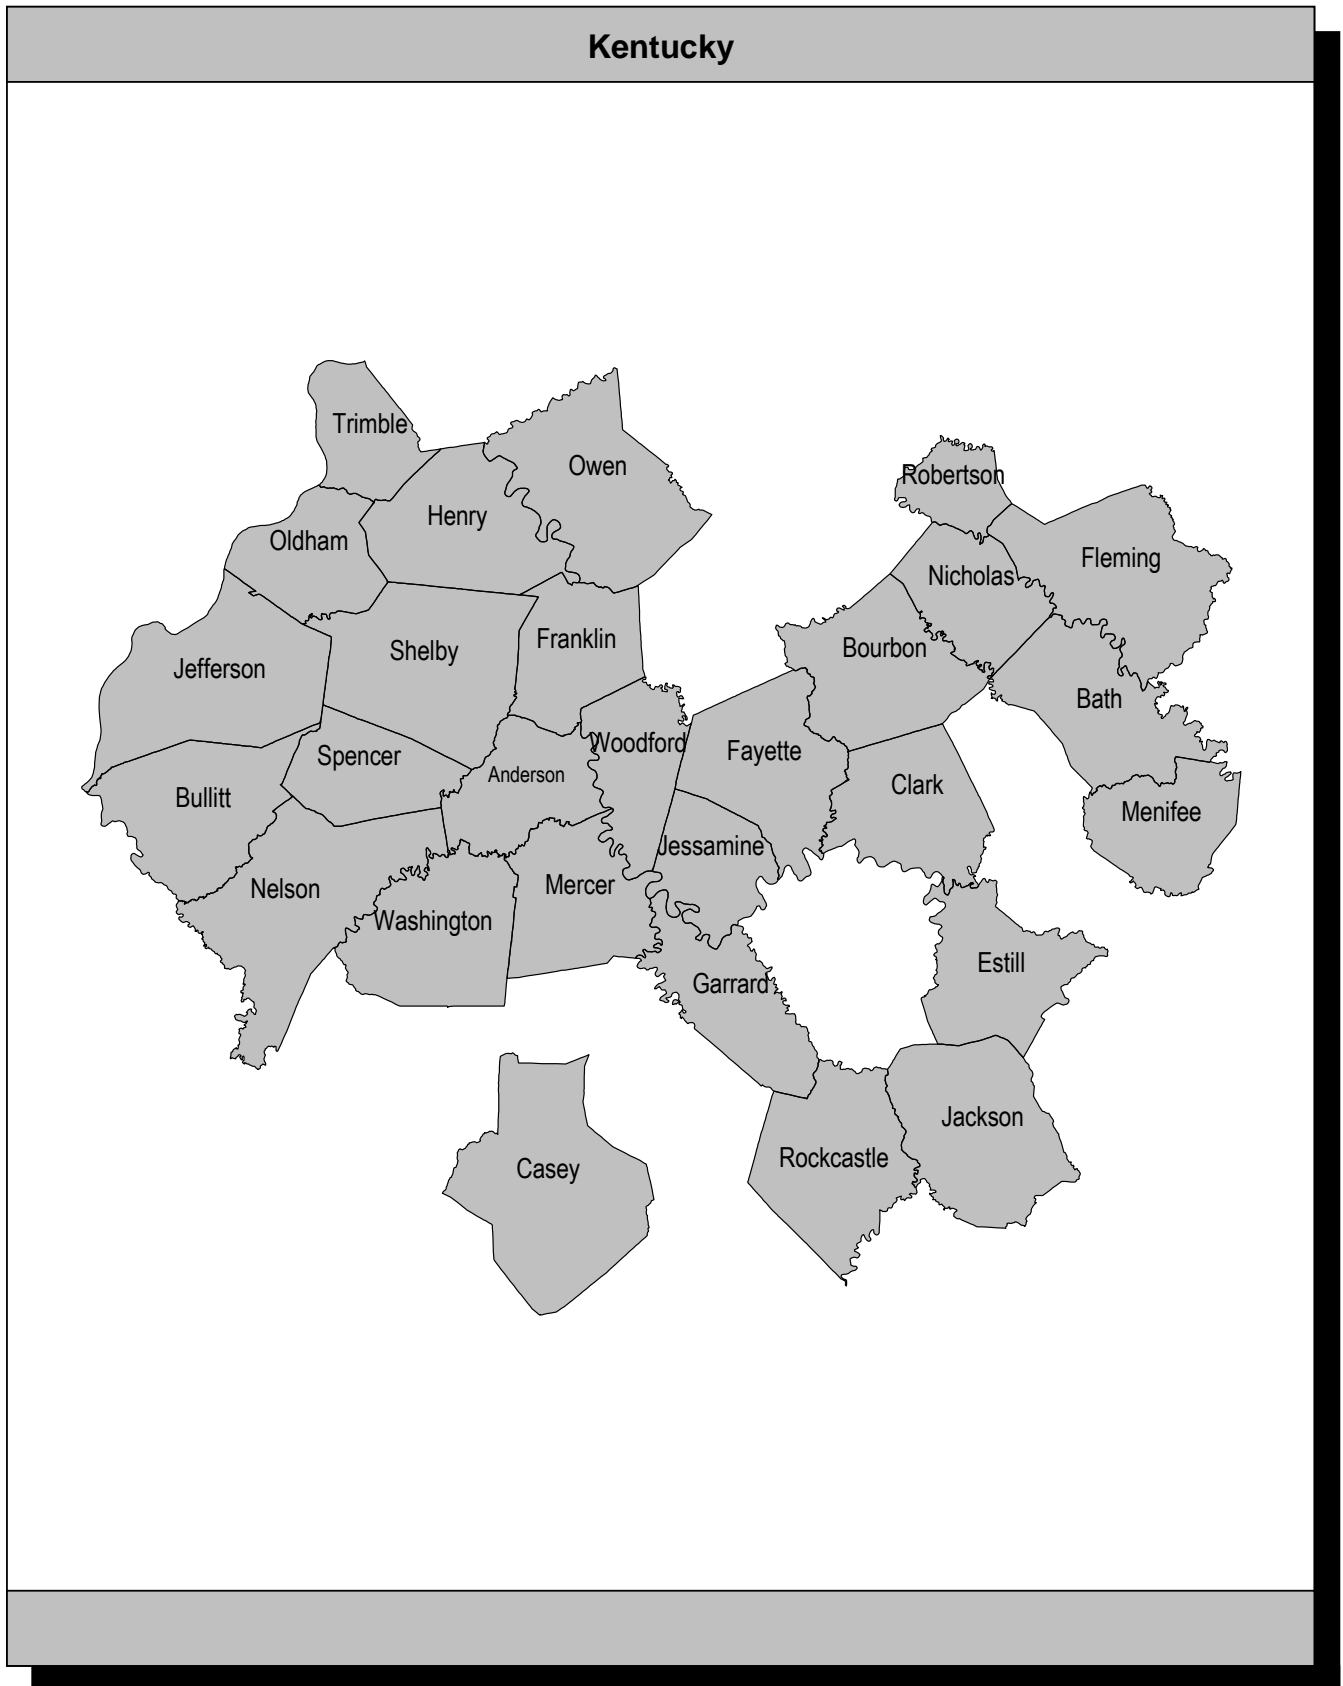 Kentucky
Trimble
Owen
Robertson
Henry
Oldham
Fleming
Nicholas
Franklin
Bourbon
Shelby
Jefferson
Bath
Woodford
Fayette
Spencer
Anderson
Clark
Bullitt
Menifee
Jessamine
Mercer
Nelson
Washington
Estill
Garrard
Jackson
Rockcastle
Casey